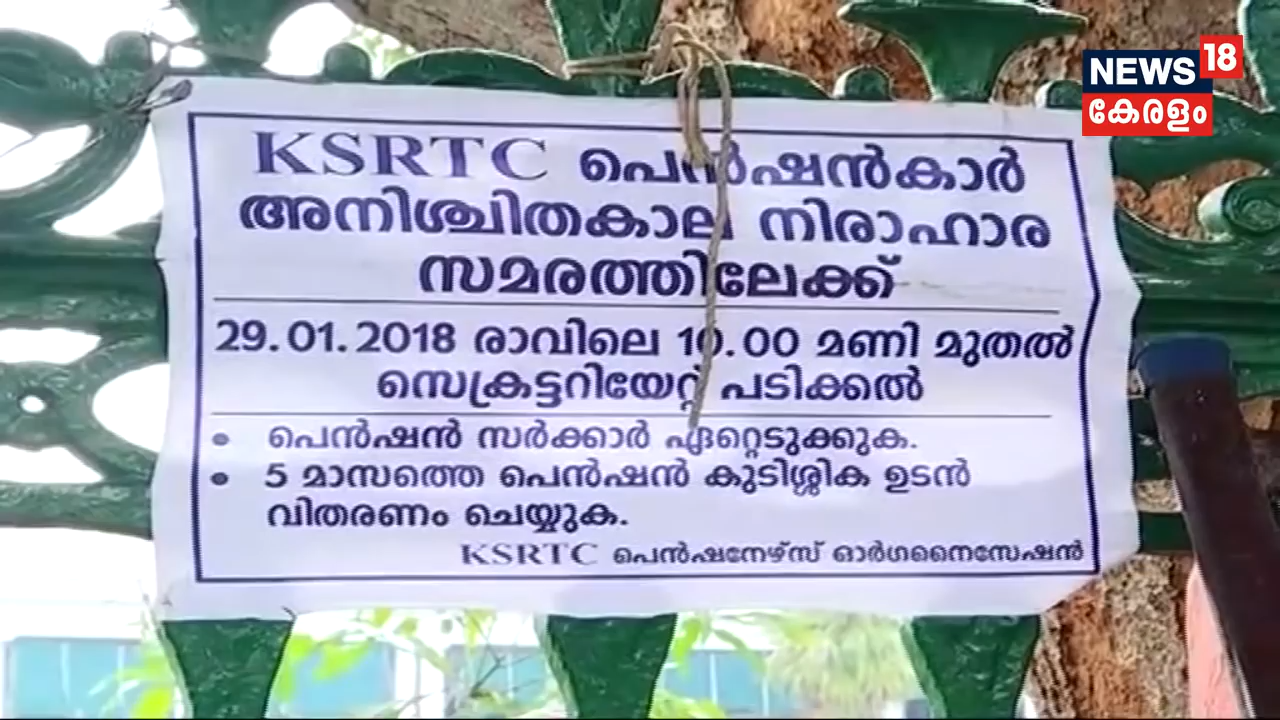 NEWS 18
കേരളം
KSRTC പെൻഷൻകാർ
അനിശ്ചിതകാല നിരാഹാര
സമരത്തിലേക്ക്
29.01.2018 രാവിലെ 10.00 മണി മുതൽ
സെക്രട്ടറിയേറ്റ് പടിക്കൽ
• പെൻഷൻ സർക്കാർ ഏറ്റെടുക്കുക.
• 5 മാസത്തെ പെൻഷൻ കുടിശ്ശിക ഉടൻ
വിതരണം ചെയ്യുക.
KSRTC പെൻഷനേഴ്സ് ഓർഗനൈസേഷൻ